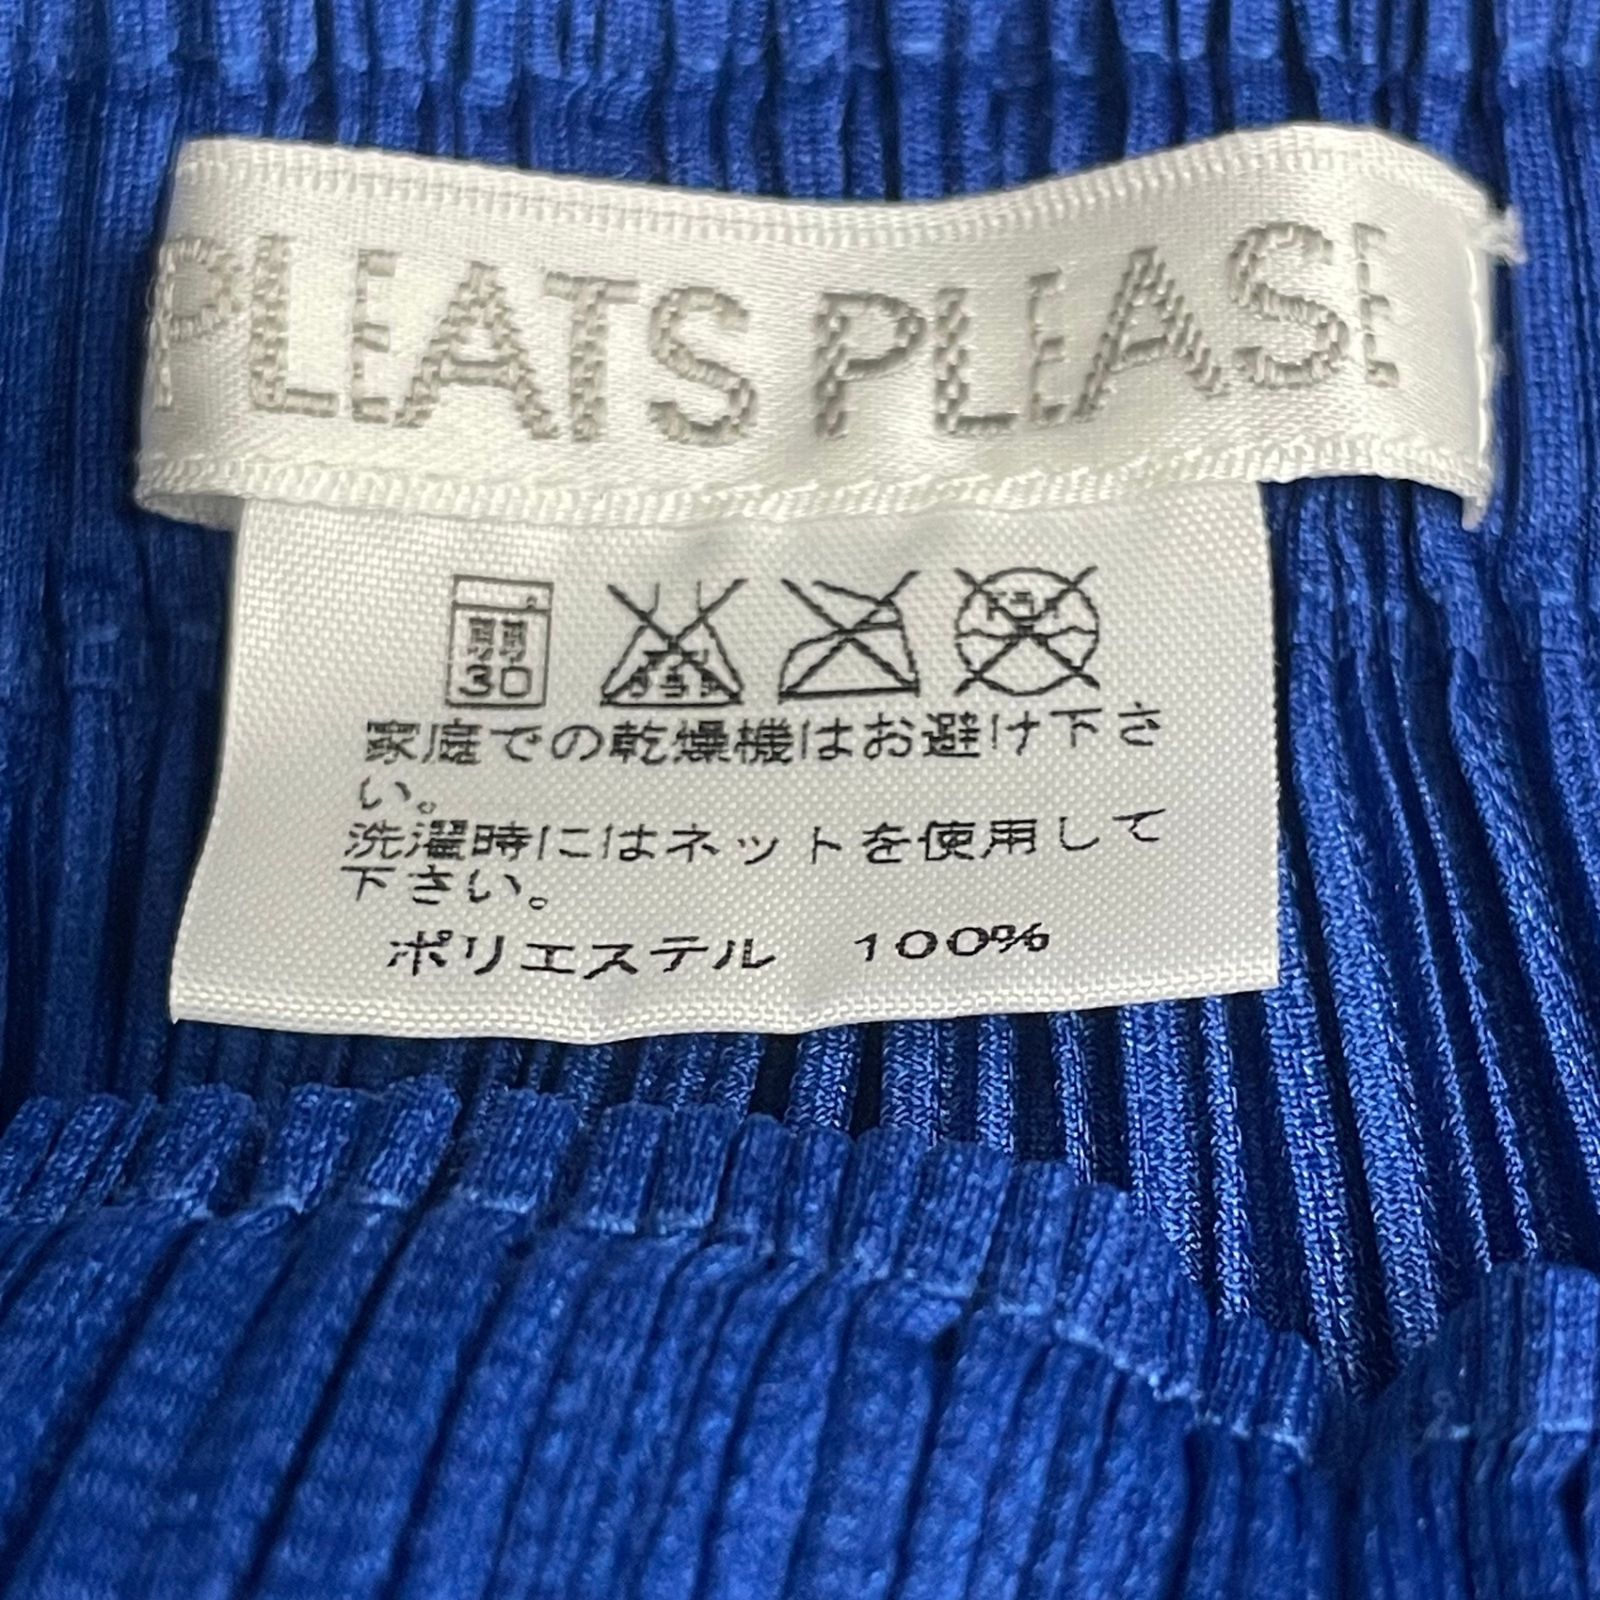 PLEATS PLEASE
弱
30
家庭での乾燥機はお避け下さ
い。
洗濯時にはネットを使用して
下さい。
ポリエステル 100%